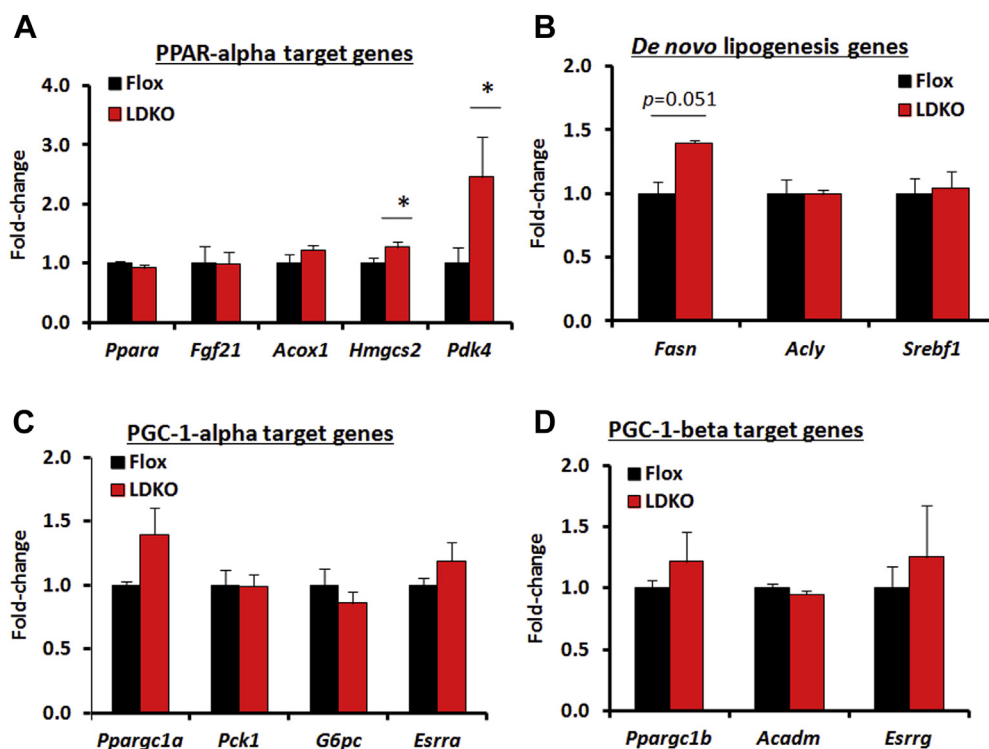 A
PPAR-alpha target genes
Flox
LDKO
Fold-change
4.0
3.0
2.0
1.0
0.0
*
*
Ppara Fgf21 Acox1 Hmgcs2 Pdk4
B
De novo lipogenesis genes
Flox
LDKO
p=0.051
Fold-change
2.0
1.5
1.0
0.5
0.0
Fasn Acly Srebf1
C
PGC-1-alpha target genes
Flox
LDKO
Fold-change
2.0
1.5
1.0
0.5
0.0
Ppargc1a Pck1 G6pc Esrra
D
PGC-1-beta target genes
Flox
LDKO
Fold-change
2.0
1.5
1.0
0.5
0.0
Ppargc1b Acadm Esrrg